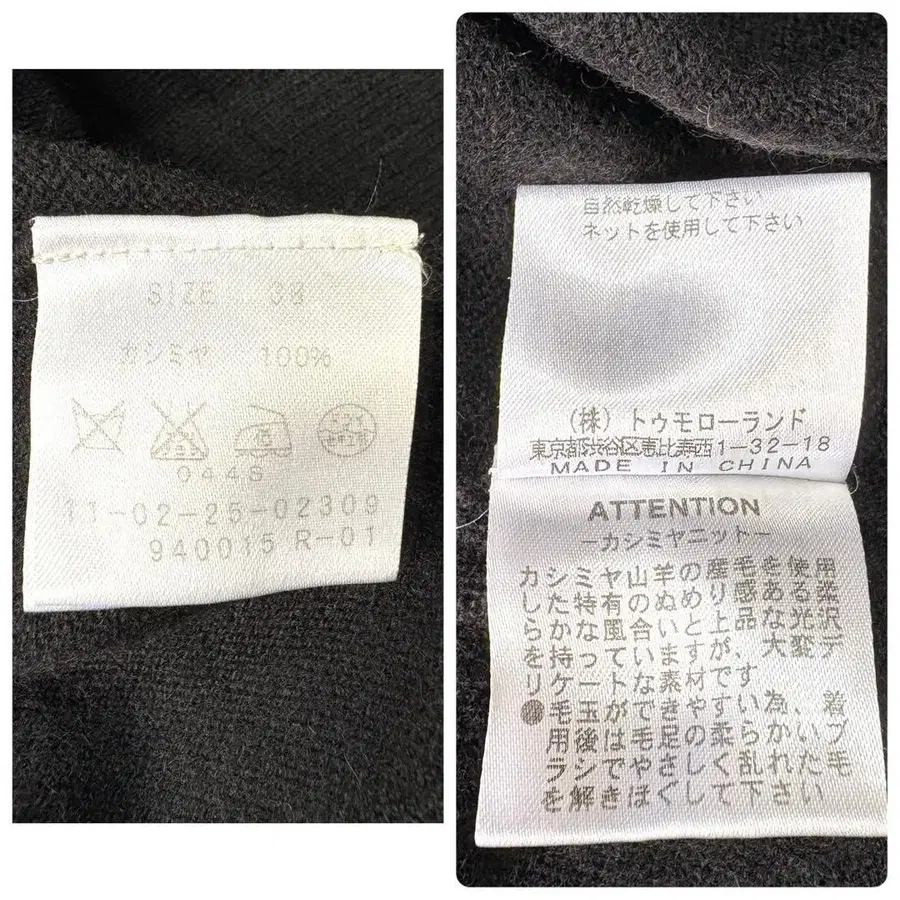 SIZE 38
カシミヤ 100%
044S
11-02-25-02309
940015 R-01
自然乾燥して下さい
ネットを使用して下さい
(株)トゥモローランド
東京都渋谷区恵比寿西1-32-18
MADE IN CHINA
ATTENTION
-カシミヤニット-
カシミヤ山羊の産毛を使用
した特有のぬめり感ある柔
らかな風合いと上品な光沢
を持っていますが、大変デ
リケートな素材です
●毛玉ができやすい為、着
用後は毛足の柔らかいブ
ラシでやさしく乱れた毛
を解きほぐして下さい